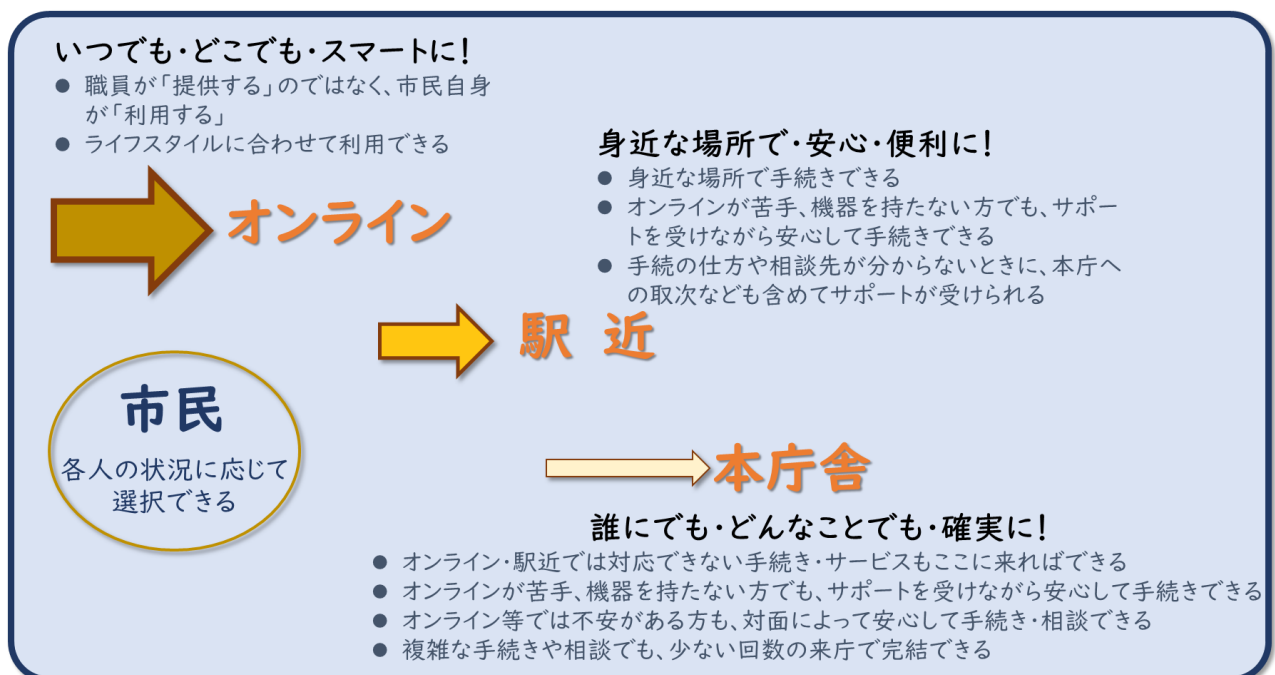 いつでも・どこでも・スマートに!
● 職員が「提供する」のではなく、市民自身
が「利用する」
● ライフスタイルに合わせて利用できる
オンライン
身近な場所で・安心・便利に!
● 身近な場所で手続きできる
● オンラインが苦手、機器を持たない方でも、サポー
トを受けながら安心して手続きできる
● 手続の仕方や相談先が分からないときに、本庁へ
の取次なども含めてサポートが受けられる
駅 近
市民
各人の状況に応じて
選択できる
本庁舎
誰にでも・どんなことでも・確実に!
● オンライン・駅近では対応できない手続き・サービスもここに来ればできる
● オンラインが苦手、機器を持たない方でも、サポートを受けながら安心して手続きできる
● オンライン等では不安がある方も、対面によって安心して手続き・相談できる
● 複雑な手続きや相談でも、少ない回数の来庁で完結できる